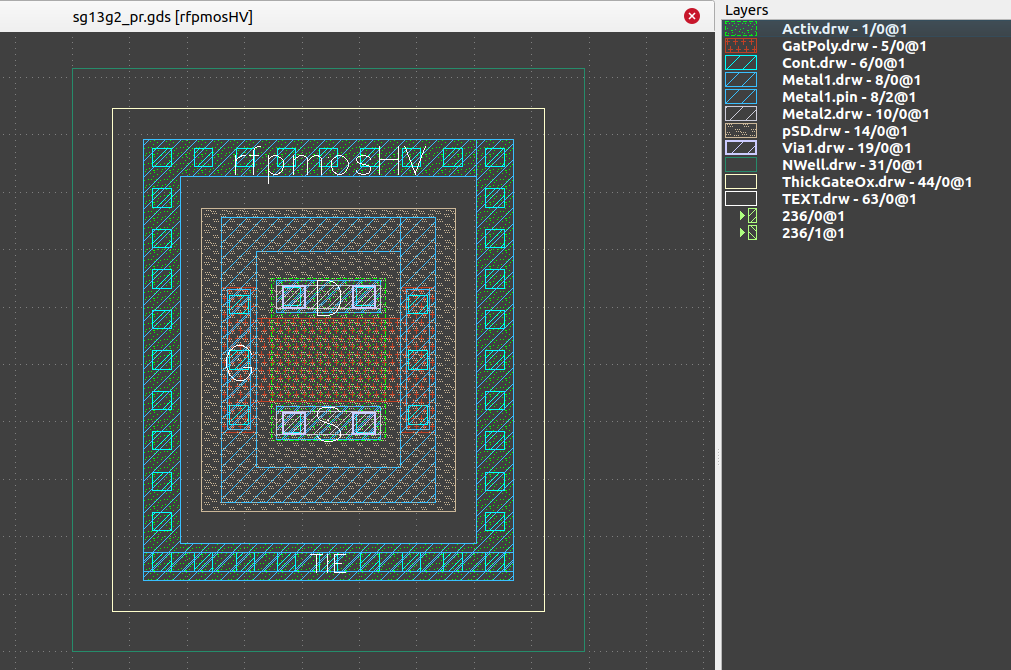 sg13g2_pr.gds [rfpmosHV]
Layers
Activ.drw - 1/0@1
GatPoly.drw - 5/0@1
Cont.drw - 6/0@1
Metal1.drw - 8/0@1
Metal1.pin - 8/2@1
Metal2.drw - 10/0@1
pSD.drw - 14/0@1
Via1.drw - 19/0@1
NWell.drw - 31/0@1
ThickGateOx.drw - 44/0@1
TEXT.drw - 63/0@1
236/0@1
236/1@1
rfpmosHV
D
G
S
TIE